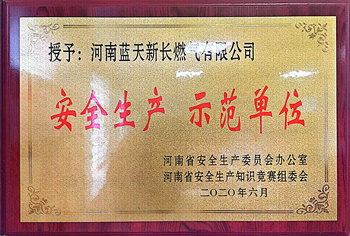 授予：河南蓝天新长燃气有限公司
安全生产 示范单位
河南省安全生产委员会办公室
河南省安全生产知识竞赛组委会
二〇二〇年六月